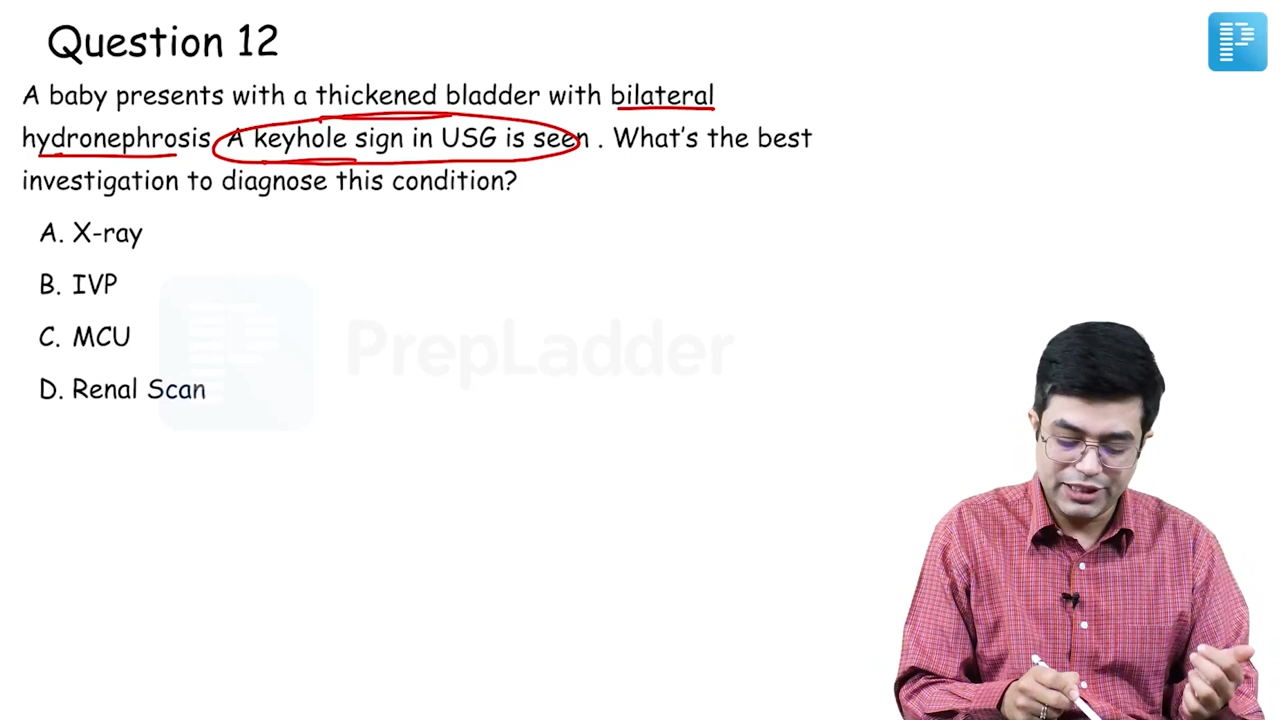 Question 12
A baby presents with a thickened bladder with bilateral
hydronephrosis. A keyhole sign in USG is seen . What's the best
investigation to diagnose this condition?
A. X-ray
B. IVP
C. MCU
D. Renal Scan
PrepLadder